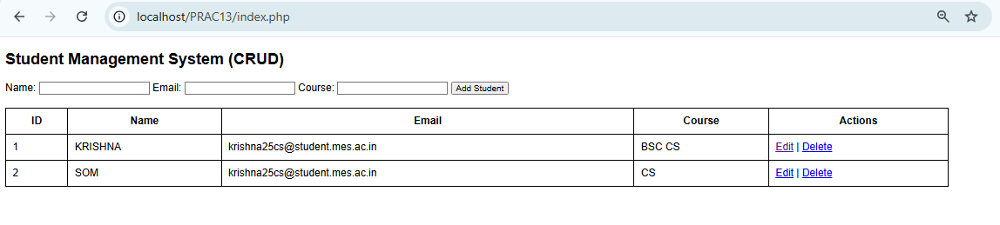 localhost/PRAC13/index.php
Student Management System (CRUD)
Name: Email: Course: Add Student
ID Name Email Course Actions
1 KRISHNA krishna25cs@student.mes.ac.in BSC CS Edit | Delete
2 SOM krishna25cs@student.mes.ac.in CS Edit | Delete